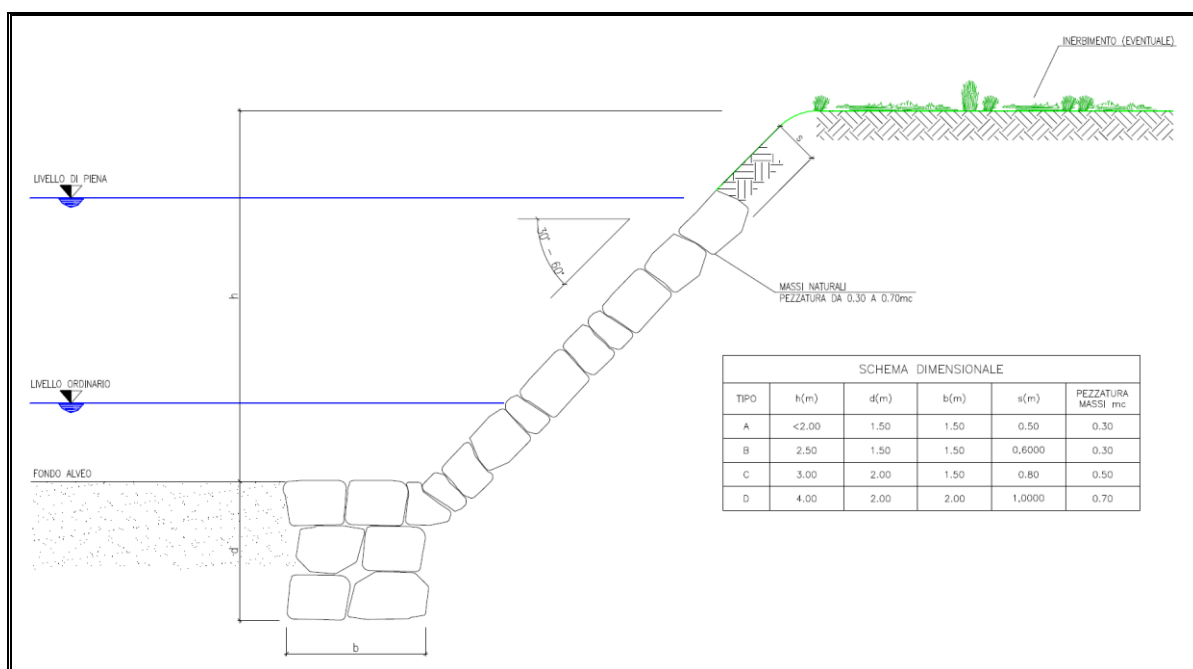 INERBIMENTO (EVENTUALE)
s
LIVELLO DI PIENA
30° - 60°
h
MASSI NATURALI
PEZZATURA DA 0.30 A 0.70mc
LIVELLO ORDINARIO
SCHEMA DIMENSIONALE
TIPO h(m) d(m) b(m) s(m) PEZZATURA MASSI mc
A <2.00 1.50 1.50 0.50 0.30
B 2.50 1.50 1.50 0,6000 0.30
C 3.00 2.00 1.50 0.80 0.50
D 4.00 2.00 2.00 1,0000 0.70
FONDO ALVEO
d
b